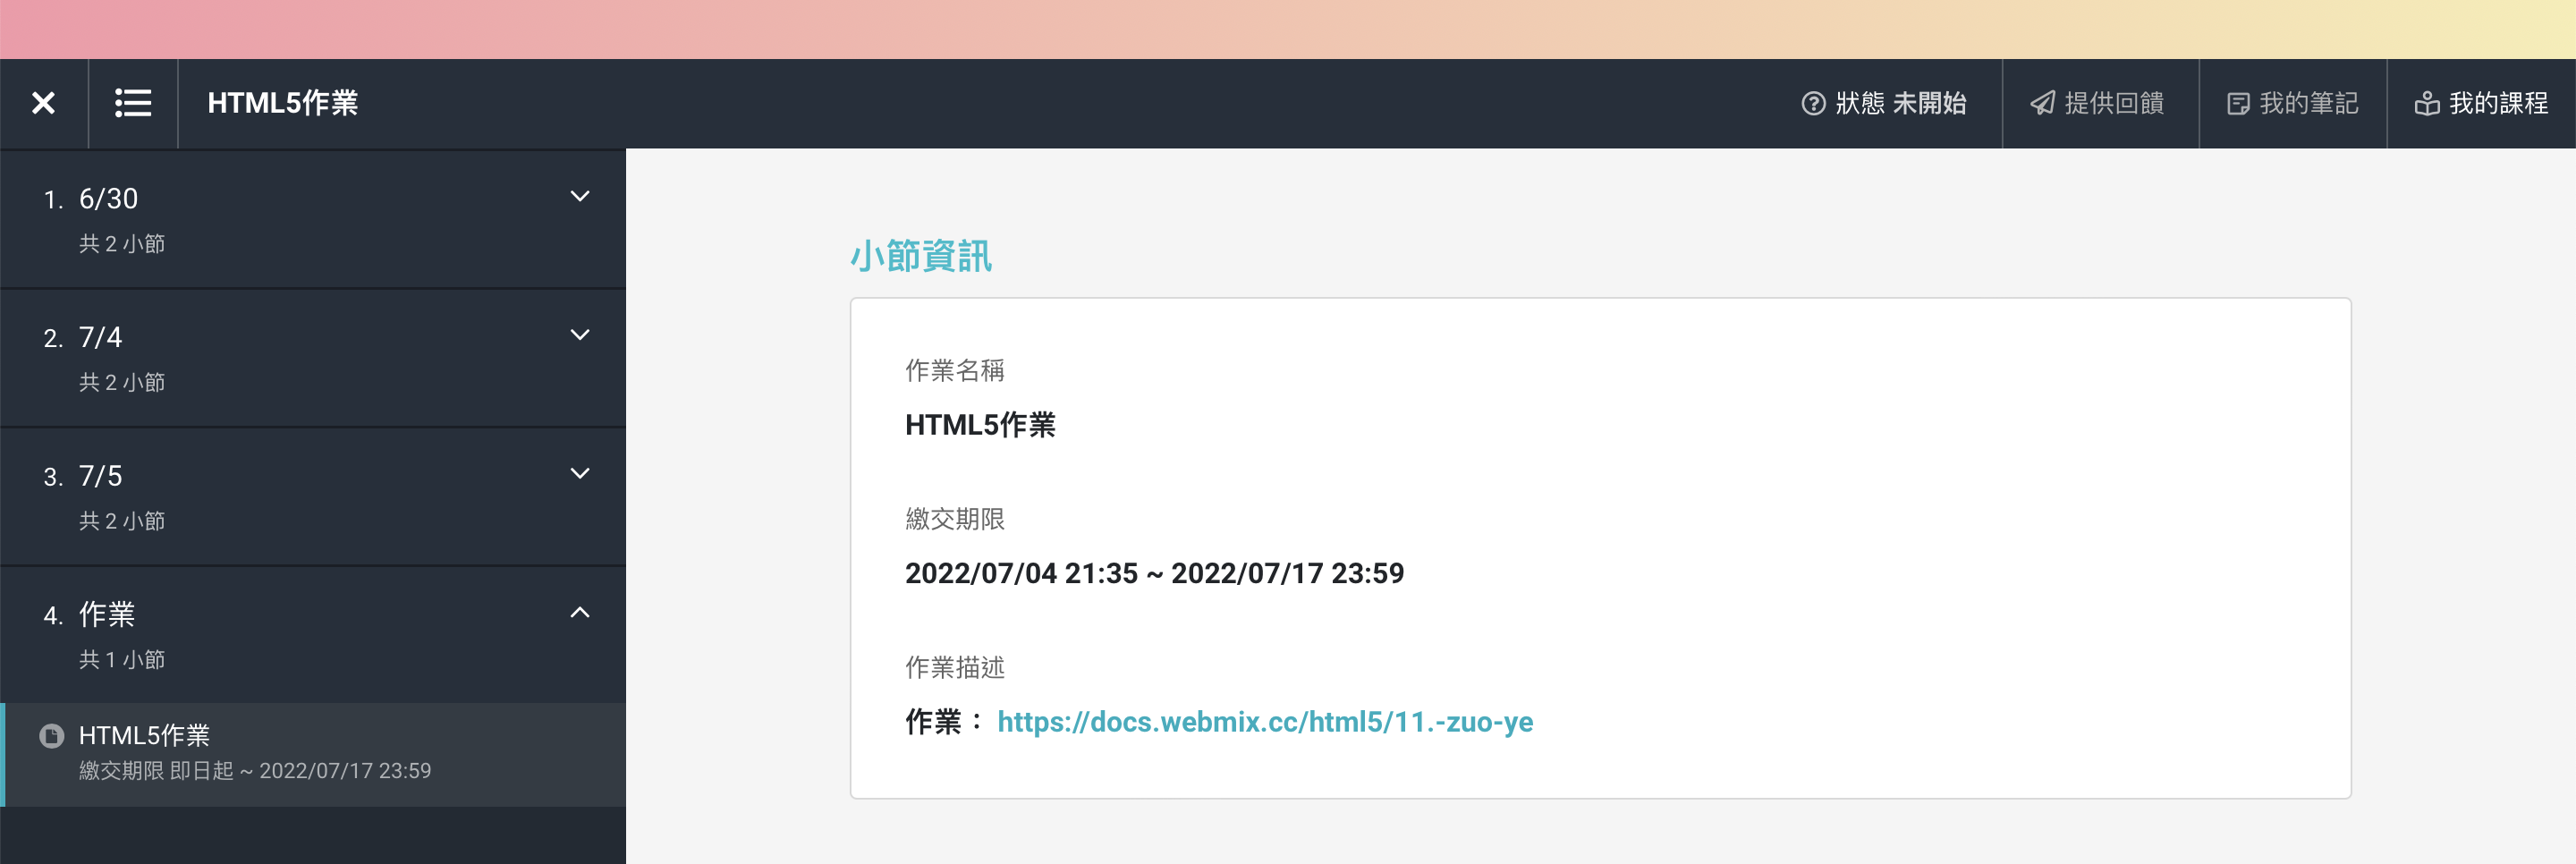 HTML5作業
狀態 未開始
提供回饋
我的筆記
我的課程
1. 6/30
共 2 小節
2. 7/4
共 2 小節
3. 7/5
共 2 小節
4. 作業
共 1 小節
HTML5作業
繳交期限 即日起 ~ 2022/07/17 23:59
小節資訊
作業名稱
HTML5作業
繳交期限
2022/07/04 21:35 ~ 2022/07/17 23:59
作業描述
作業： https://docs.webmix.cc/html5/11.-zuo-ye